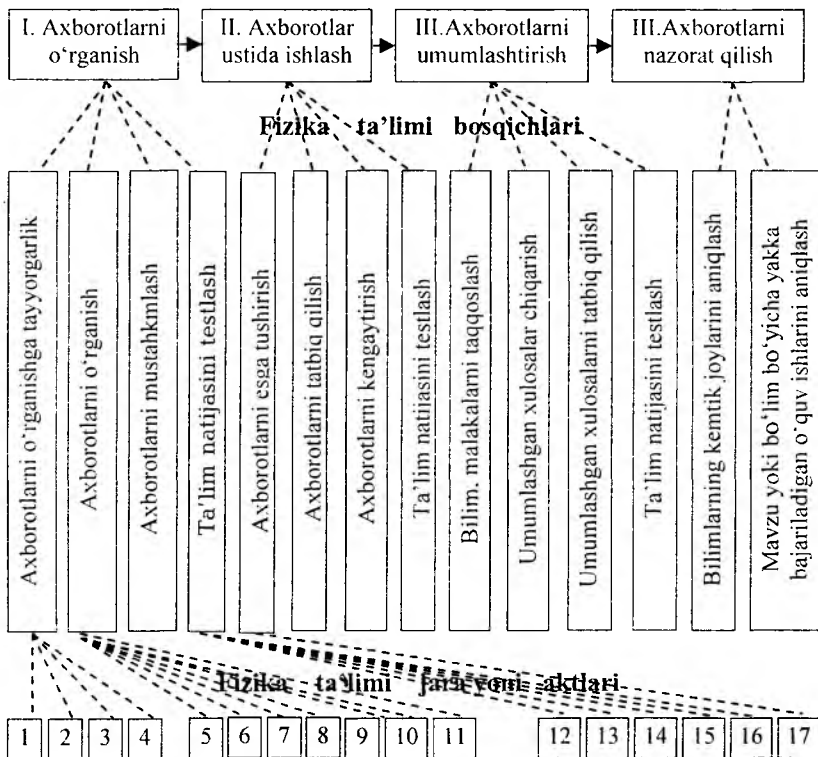 I. Axborotlarni
o‘rganish
II. Axborotlar
ustida ishlash
III.Axborotlarni
umumlashtirish
III.Axborotlarni
nazorat qilish
Fizika ta’limi bosqichlari
Axborotlarni o‘rganishga tayyorgarlik
Axborotlarni o‘rganish
Axborotlarni mustahkmlash
Ta’lim natijasini testlash
Axborotlarni esga tushirish
Axborotlarni tatbiq qilish
Axborotlarni kengaytirish
Ta’lim natijasini testlash
Bilim. malakalarni taqqoslash
Umumlashgan xulosalar chiqarish
Umumlashgan xulosalarni tatbiq qilish
Ta’lim natijasini testlash
Bilimlarning kemtik joylarini aniqlash
Mavzu yoki bo‘lim bo‘yicha yakka
bajariladigan o‘quv ishlarini aniqlash
Fizika ta’limi jarayoni aktlari
1 2 3 4 5 6 7 8 9 10 11 12 13 14 15 16 17